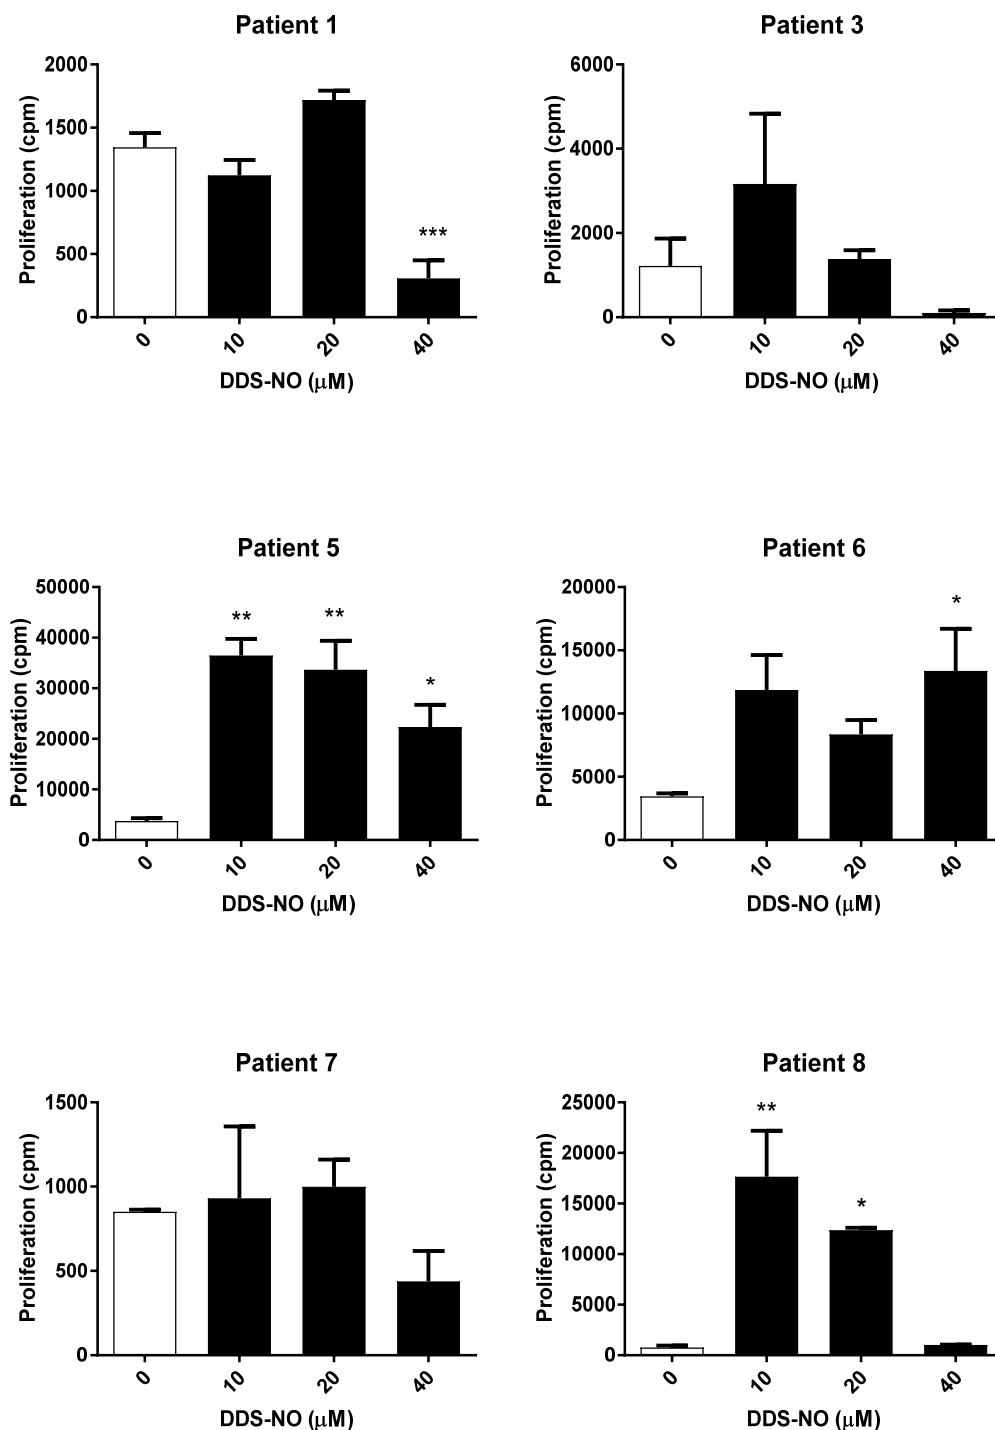 Patient 1
Proliferation (cpm)
2000
1500
1000
500
0
***
0 10 20 40
DDS-NO (μM)
Patient 3
Proliferation (cpm)
6000
4000
2000
0
0 10 20 40
DDS-NO (μM)
Patient 5
Proliferation (cpm)
50000
40000
30000
20000
10000
0
** ** *
0 10 20 40
DDS-NO (μM)
Patient 6
Proliferation (cpm)
20000
15000
10000
5000
0
*
0 10 20 40
DDS-NO (μM)
Patient 7
Proliferation (cpm)
1500
1000
500
0
0 10 20 40
DDS-NO (μM)
Patient 8
Proliferation (cpm)
25000
20000
15000
10000
5000
0
** *
0 10 20 40
DDS-NO (μM)